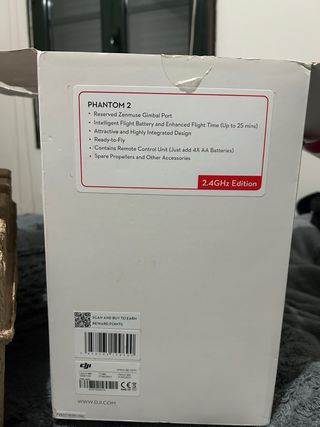 PHANTOM 2
• Reserved Zenmuse Gimbal Port
• Intelligent Flight Battery and Enhanced Flight Time (Up to 25 mins)
• Attractive and Highly Integrated Design
• Ready-to-Fly
• Contains Remote Control Unit (Just add 4X AA Batteries)
• Spare Propellers and Other Accessories
2.4GHz Edition
SCAN AND BUY TO EARN
REWARD POINTS
dji
WWW.DJI.COM